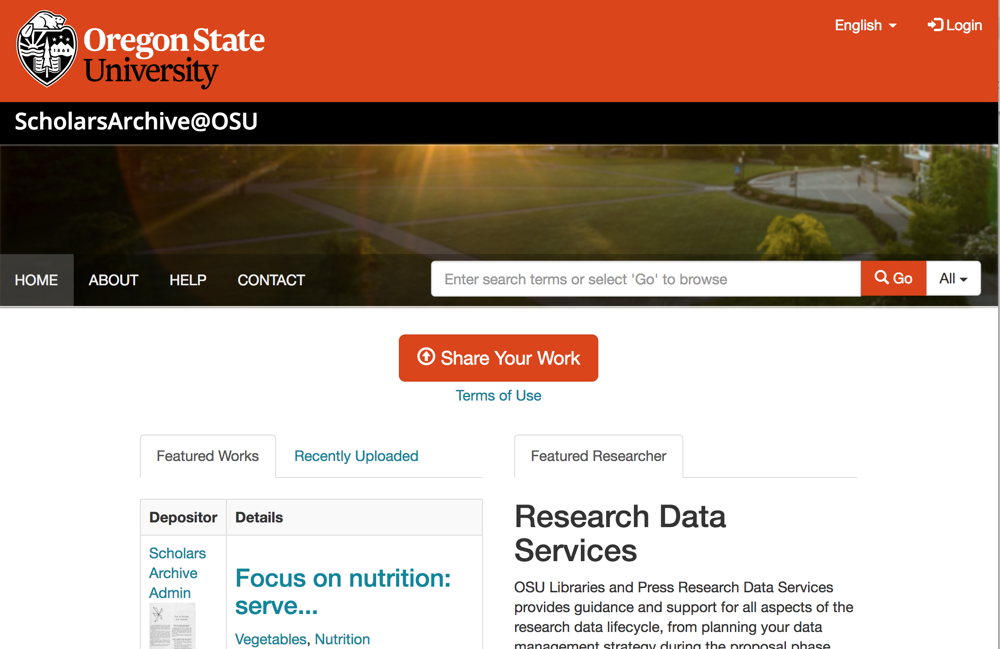 1868
Oregon State
University
English
Login
ScholarsArchive@OSU
HOME
ABOUT
HELP
CONTACT
Enter search terms or select 'Go' to browse
Go
All
Share Your Work
Terms of Use
Featured Works
Recently Uploaded
Depositor
Details
Scholars
Archive
Admin
Focus on nutrition:
serve...
Vegetables, Nutrition
Featured Researcher
Research Data
Services
OSU Libraries and Press Research Data Services
provides guidance and support for all aspects of the
research data lifecycle, from planning your data
management strategy during the proposal phase